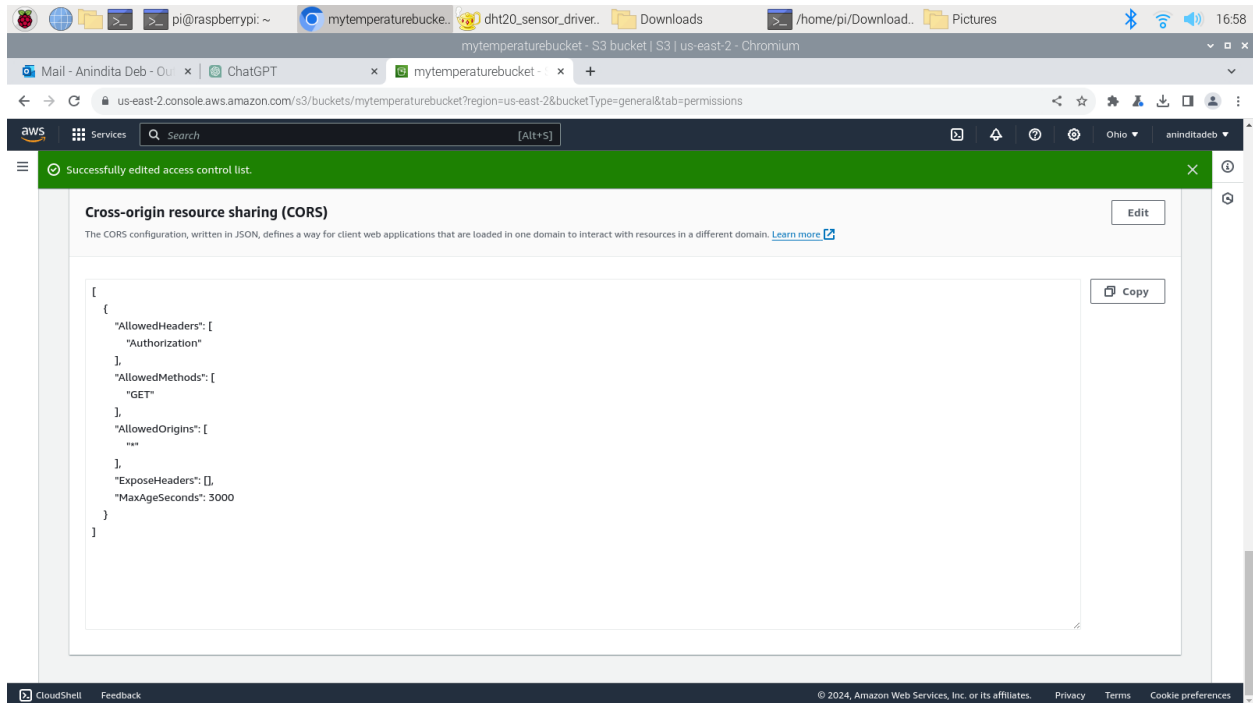 pi@raspberrypi: ~
mytemperaturebucke..
dht20_sensor_driver..
Downloads
/home/pi/Download..
Pictures
16:58
mytemperaturebucket - S3 bucket | S3 | us-east-2 - Chromium
Mail - Anindita Deb - Ou
ChatGPT
mytemperaturebucket -
us-east-2.console.aws.amazon.com/s3/buckets/mytemperaturebucket?region=us-east-2&bucketType=general&tab=permissions
aws
Services
Search
[Alt+S]
Ohio
aninditadeb
Successfully edited access control list.
Cross-origin resource sharing (CORS)
Edit
The CORS configuration, written in JSON, defines a way for client web applications that are loaded in one domain to interact with resources in a different domain. Learn more
Copy
[
{
"AllowedHeaders": [
"Authorization"
],
"AllowedMethods": [
"GET"
],
"AllowedOrigins": [
"*"
],
"ExposeHeaders": [],
"MaxAgeSeconds": 3000
}
]
CloudShell
Feedback
© 2024, Amazon Web Services, Inc. or its affiliates.
Privacy
Terms
Cookie preferences